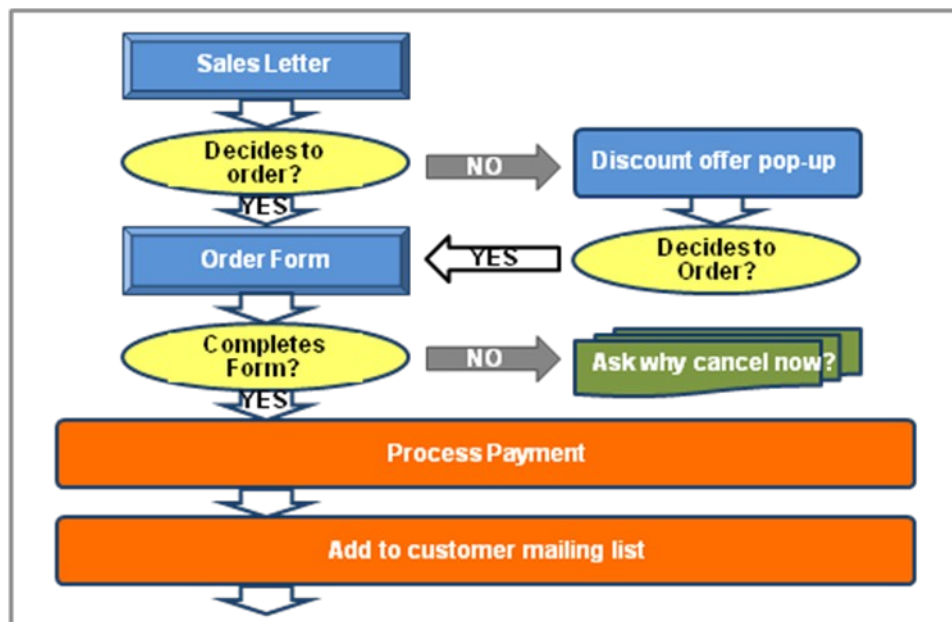 Sales Letter
Decides to
order?
NO
Discount offer pop-up
YES
Order Form
YES
Decides to
Order?
Completes
Form?
NO
Ask why cancel now?
YES
Process Payment
Add to customer mailing list